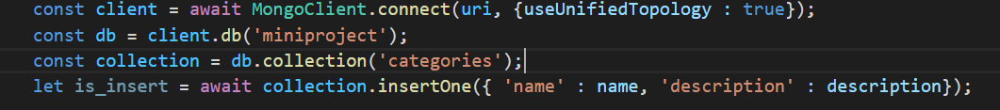 const client = await MongoClient.connect(uri, {useUnifiedTopology : true});
const db = client.db('miniproject');
const collection = db.collection('categories');
let is_insert = await collection.insertOne({ 'name' : name, 'description' : description});